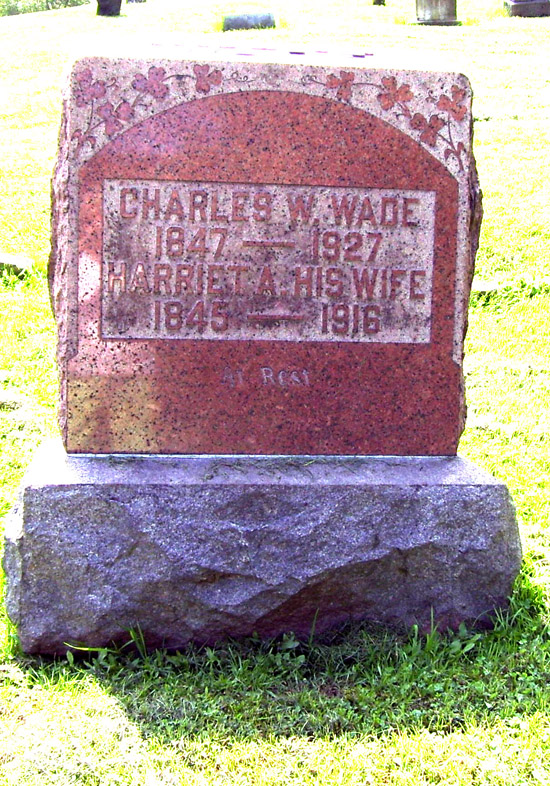 CHARLES W. WADE
1847 — 1927
HARRIET A. HIS WIFE
1845 — 1916
At Rest